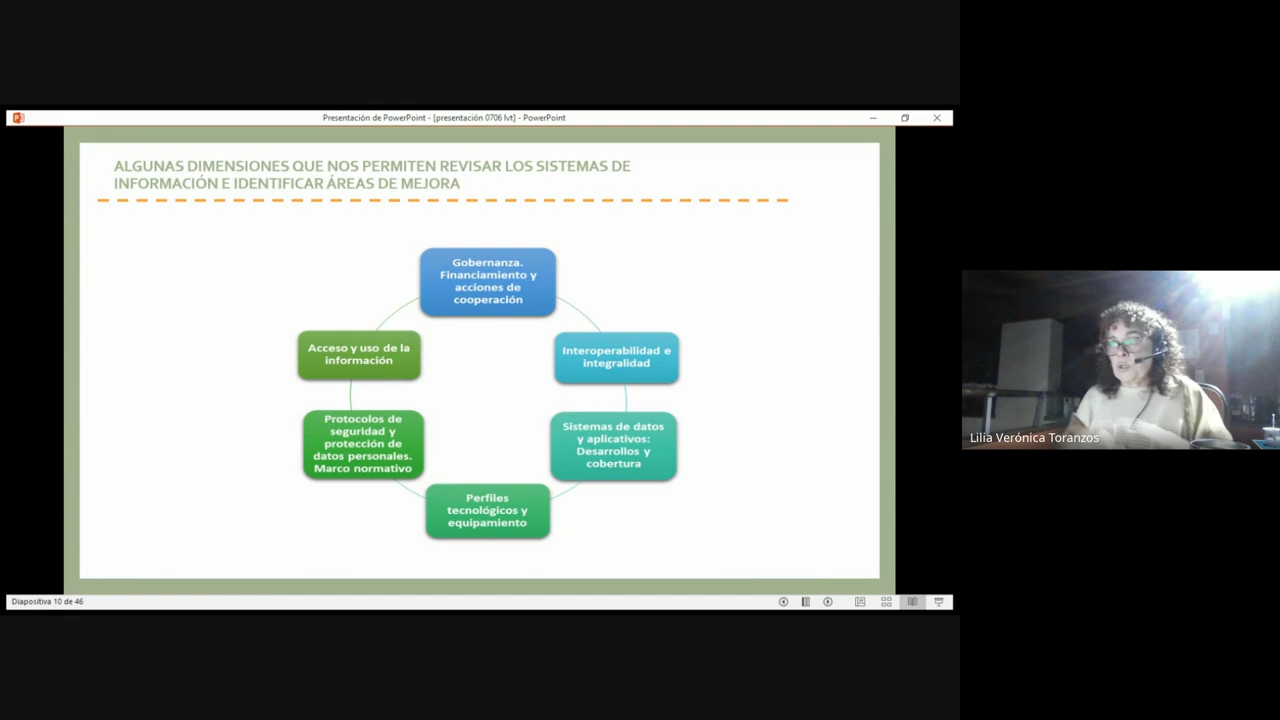 Presentación de PowerPoint - [presentación 0706 lvt] - PowerPoint
ALGUNAS DIMENSIONES QUE NOS PERMITEN REVISAR LOS SISTEMAS DE
INFORMACIÓN E IDENTIFICAR ÁREAS DE MEJORA
Gobernanza.
Financiamiento y
acciones de
cooperación
Interoperabilidad e
integralidad
Sistemas de datos
y aplicativos:
Desarrollos y
cobertura
Perfiles
tecnológicos y
equipamiento
Protocolos de
seguridad y
protección de
datos personales.
Marco normativo
Acceso y uso de la
información
Diapositiva 10 de 46
Lilia Verónica Toranzos